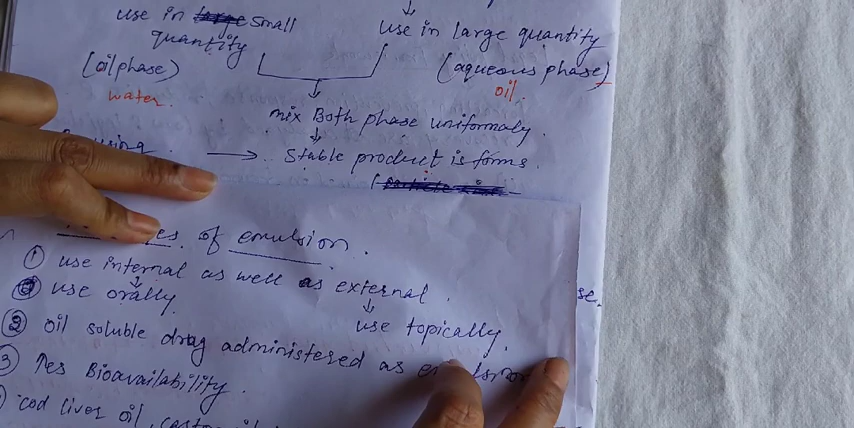 use in small
quantity
use in large quantity
(oil phase)
(aqueous phase)
water.
oil
mix Both phase uniformaly.
→ Stable product is forms.
of emulsion.
① use internal as well as external.
use orally
use topically.
② oil soluble drug administered as
③ Bioavailability.
cod liver oil,
se.